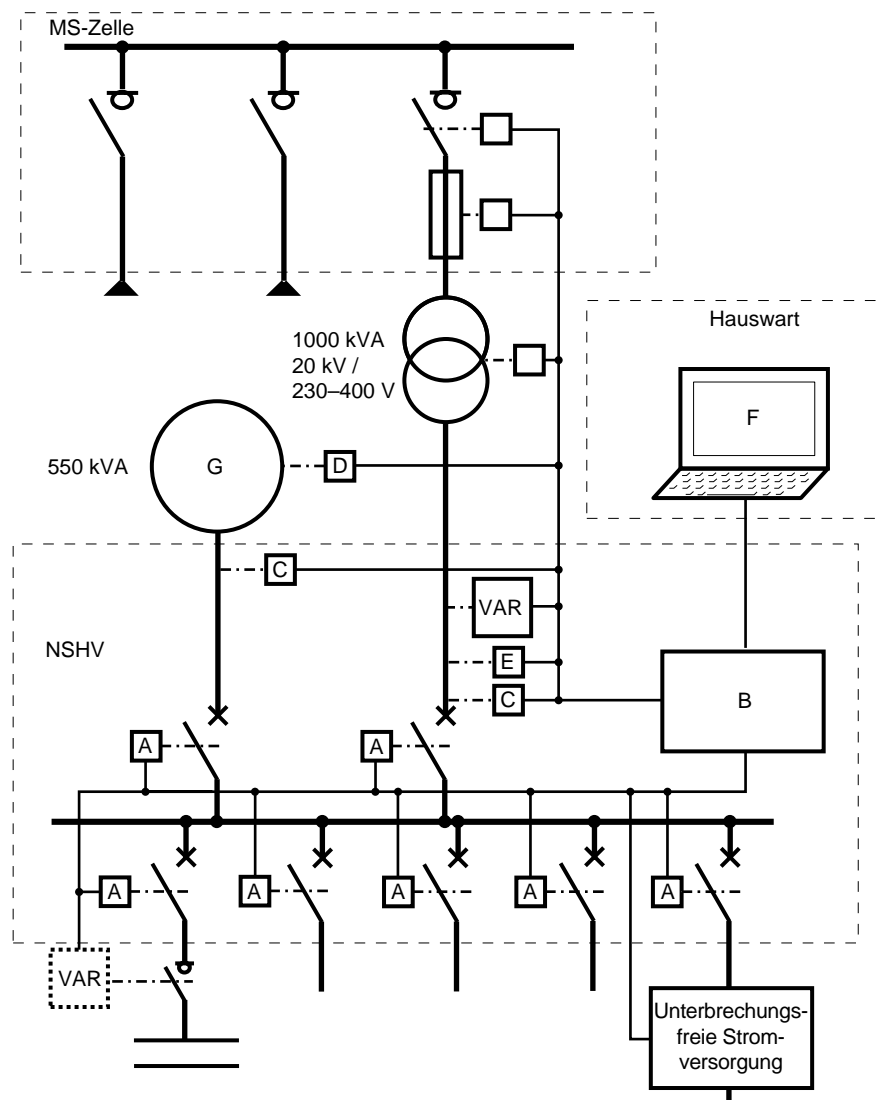 MS-Zelle
1000 kVA
20 kV /
230–400 V
Hauswart
F
550 kVA
G
D
C
VAR
NSHV
E
C
B
A
A
A
A
A
A
A
VAR
Unterbrechungs-
freie Strom-
versorgung